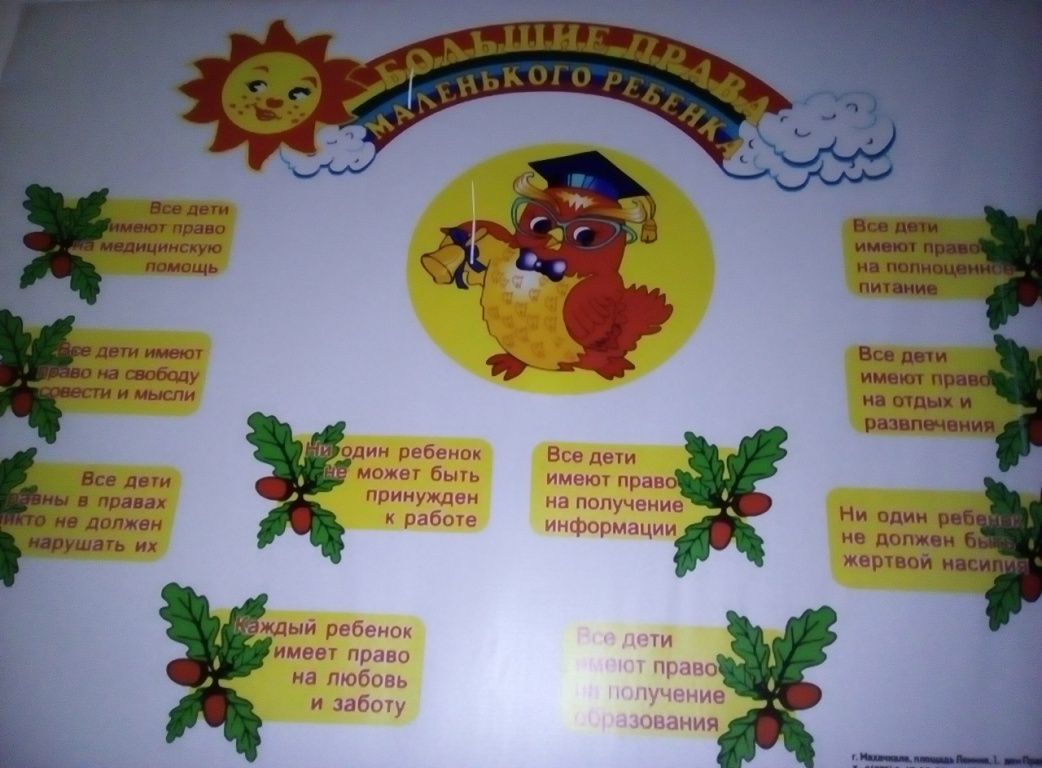 БОЛЬШИЕ ПРАВА
МАЛЕНЬКОГО РЕБЕНКА
Все дети
имеют право
на медицинскую
помощь
Все дети имеют
право на свободу
совести и мысли
Все дети
равны в правах
никто не должен
нарушать их
Ни один ребенок
не может быть
принужден
к работе
Каждый ребенок
имеет право
на любовь
и заботу
Все дети
имеют право
на получение
информации
Все дети
имеют право
на получение
образования
Все дети
имеют право
на полноценное
питание
Все дети
имеют право
на отдых и
развлечения
Ни один ребенок
не должен быть
жертвой насилия
г. Махачкала, площадь Ленина, 1.